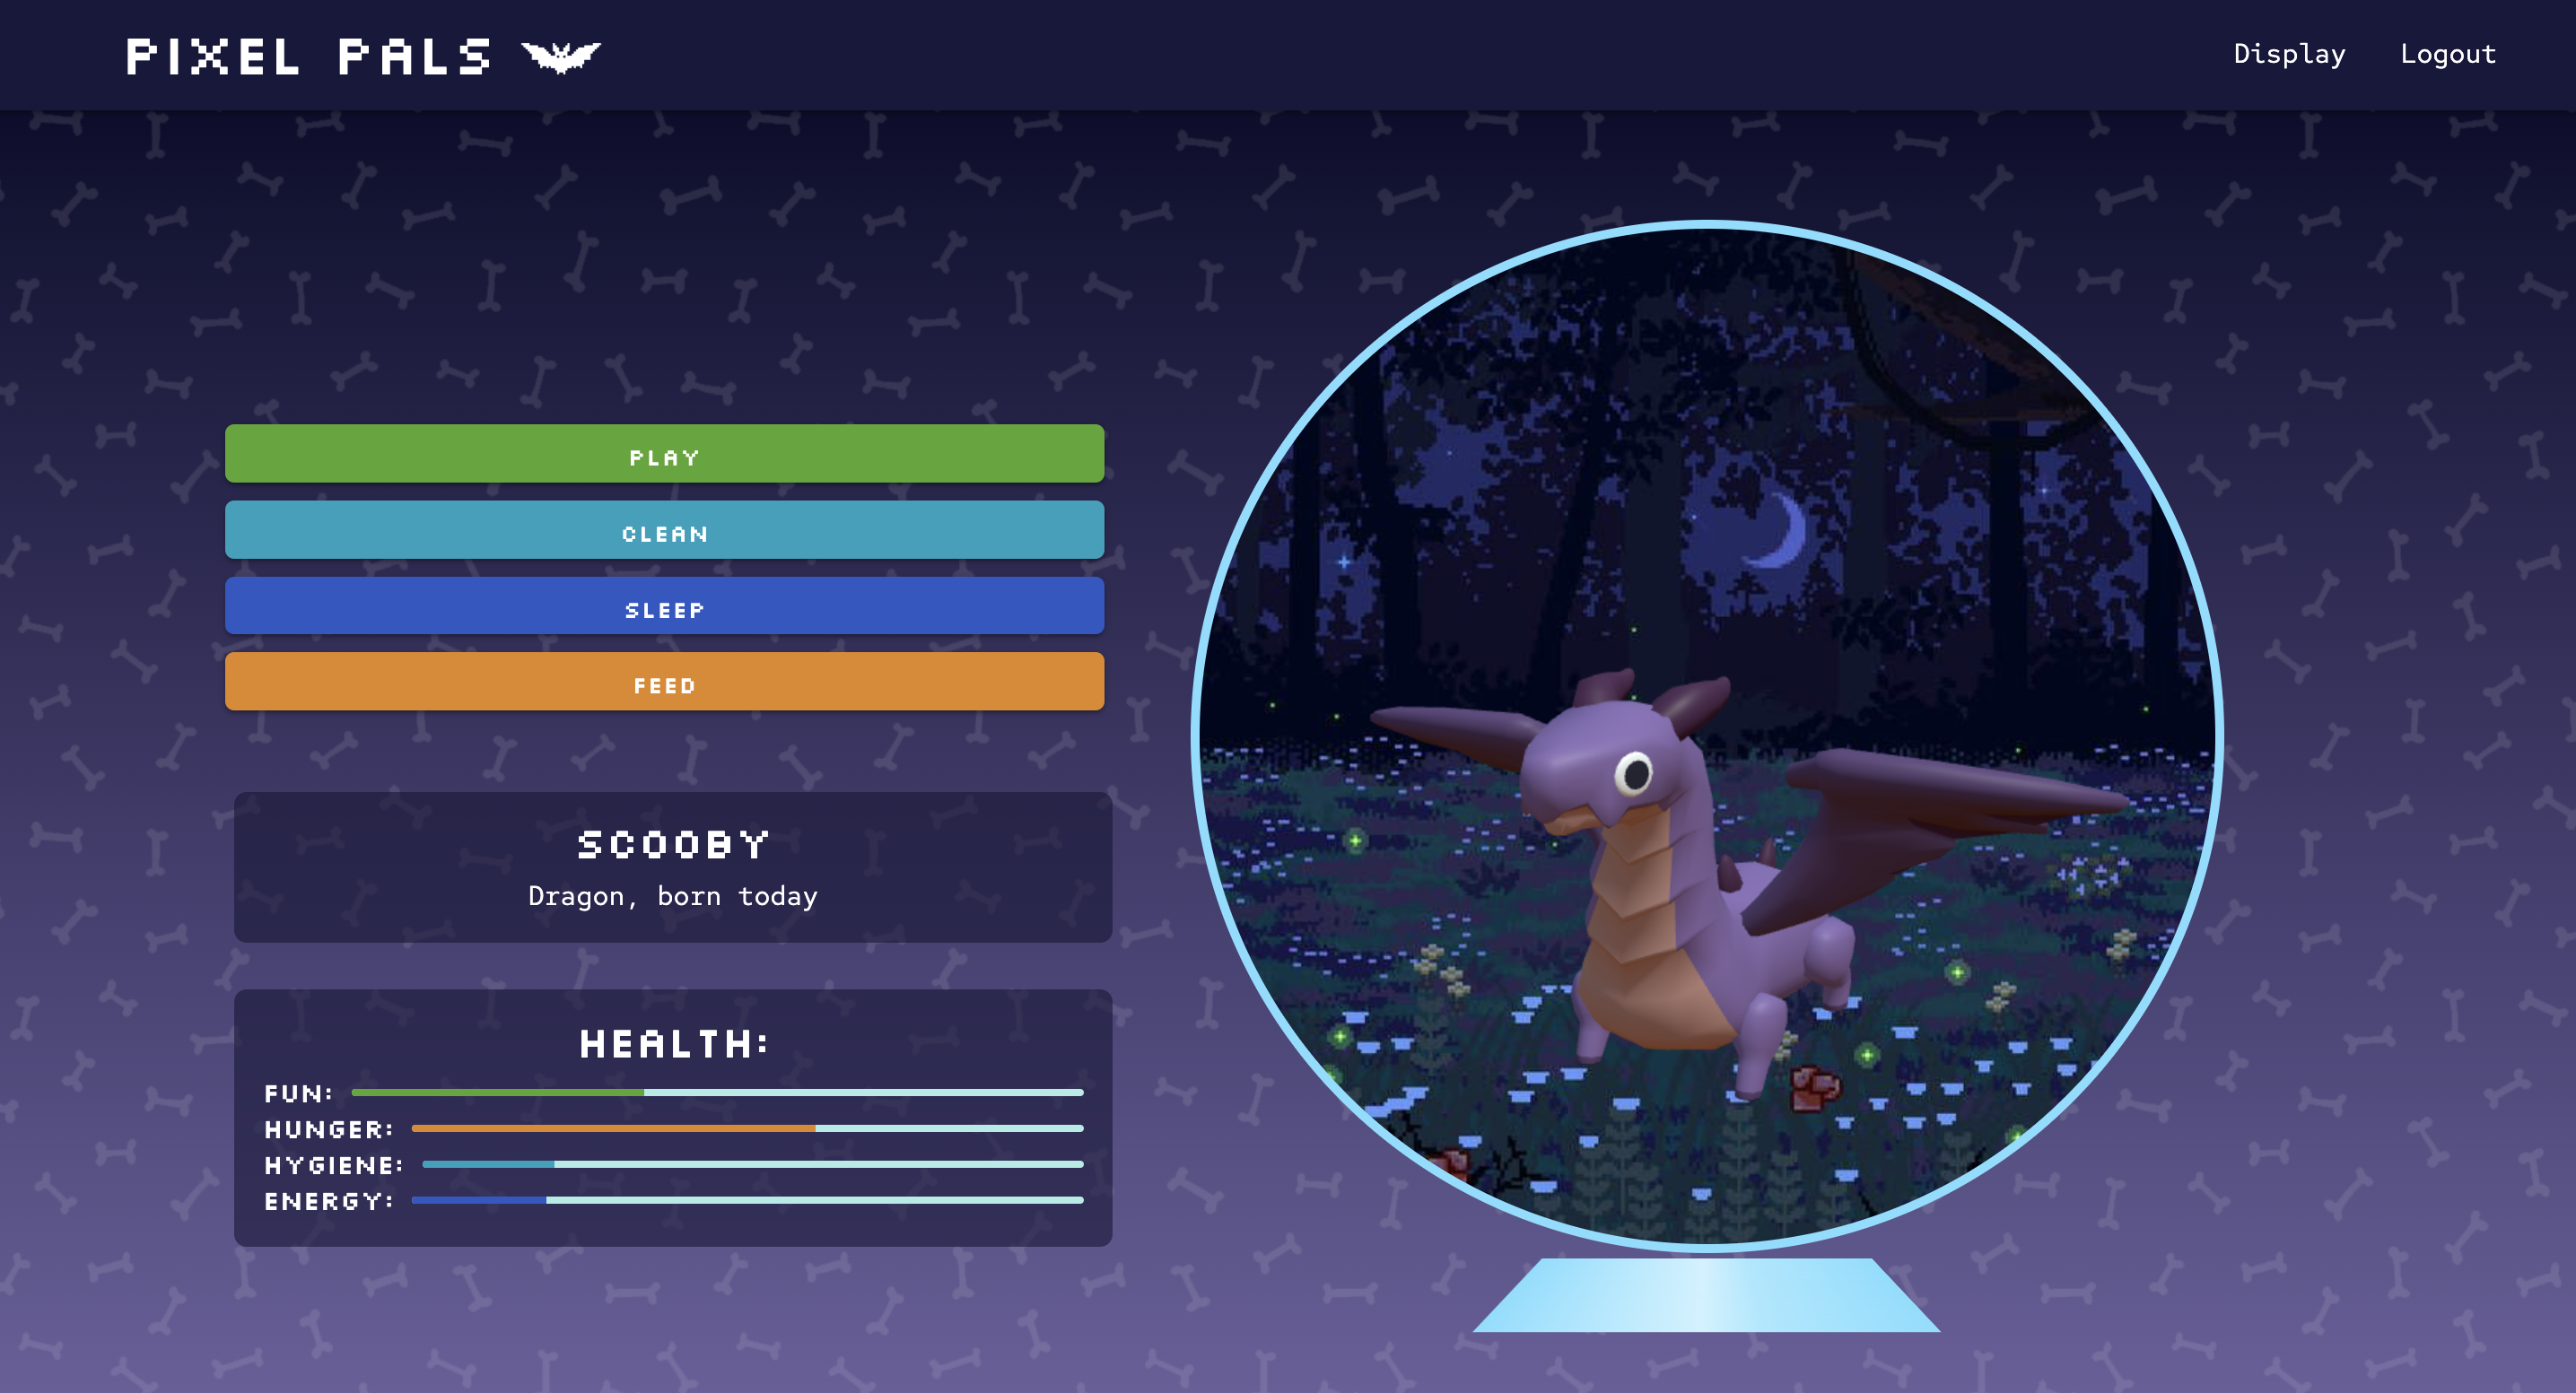 PIXEL PALS
Display
Logout
PLAY
CLEAN
SLEEP
FEED
SCOOBY
Dragon, born today
HEALTH:
FUN:
HUNGER:
HYGIENE:
ENERGY: